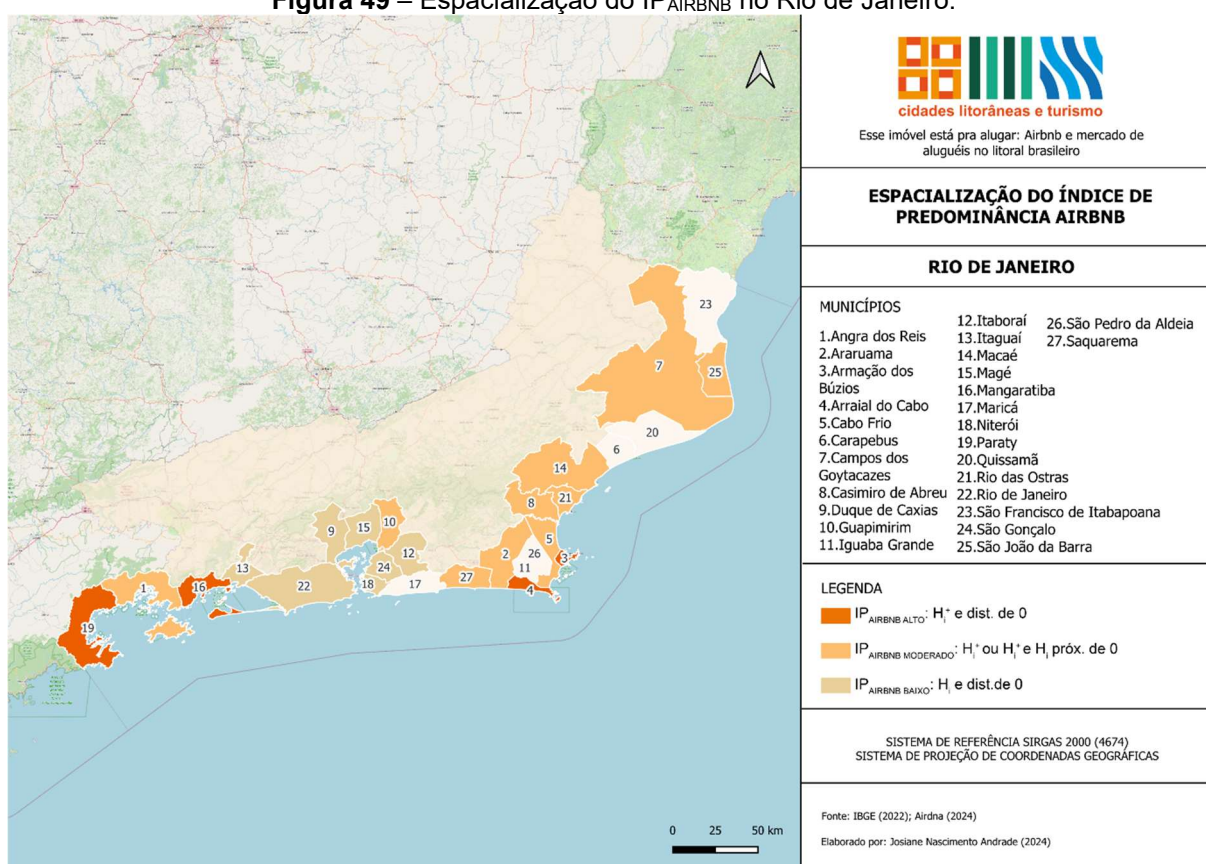 Figura 49 – Espacialização do IPAIRBNB no Rio de Janeiro.
cidades litorâneas e turismo
Esse imóvel está pra alugar: Airbnb e mercado de
aluguéis no litoral brasileiro
ESPACIALIZAÇÃO DO ÍNDICE DE
PREDOMINÂNCIA AIRBNB
RIO DE JANEIRO
MUNICÍPIOS
1.Angra dos Reis
2.Araruama
3.Armação dos
Búzios
4.Arraial do Cabo
5.Cabo Frio
6.Carapebus
7.Campos dos
Goytacazes
8.Casimiro de Abreu
9.Duque de Caxias
10.Guapimirim
11.Iguaba Grande
12.Itaboraí
13.Itaguaí
14.Macaé
15.Magé
16.Mangaratiba
17.Maricá
18.Niterói
19.Paraty
20.Quissamã
21.Rio das Ostras
22.Rio de Janeiro
23.São Francisco de Itabapoana
24.São Gonçalo
25.São João da Barra
26.São Pedro da Aldeia
27.Saquarema
LEGENDA
IPAIRBNB ALTO: Hi+ e dist. de 0
IPAIRBNB MODERADO: Hi+ ou Hi+ e Hi próx. de 0
IPAIRBNB BAIXO: Hi e dist.de 0
SISTEMA DE REFERÊNCIA SIRGAS 2000 (4674)
SISTEMA DE PROJEÇÃO DE COORDENADAS GEOGRÁFICAS
Fonte: IBGE (2022); Airdna (2024)
Elaborado por: Josiane Nascimento Andrade (2024)
23
7
25
20
6
14
21
8
5
10
15
9
3
2
26
12
13
24
11
27
1
16
22
18
17
4
19
0 25 50 km